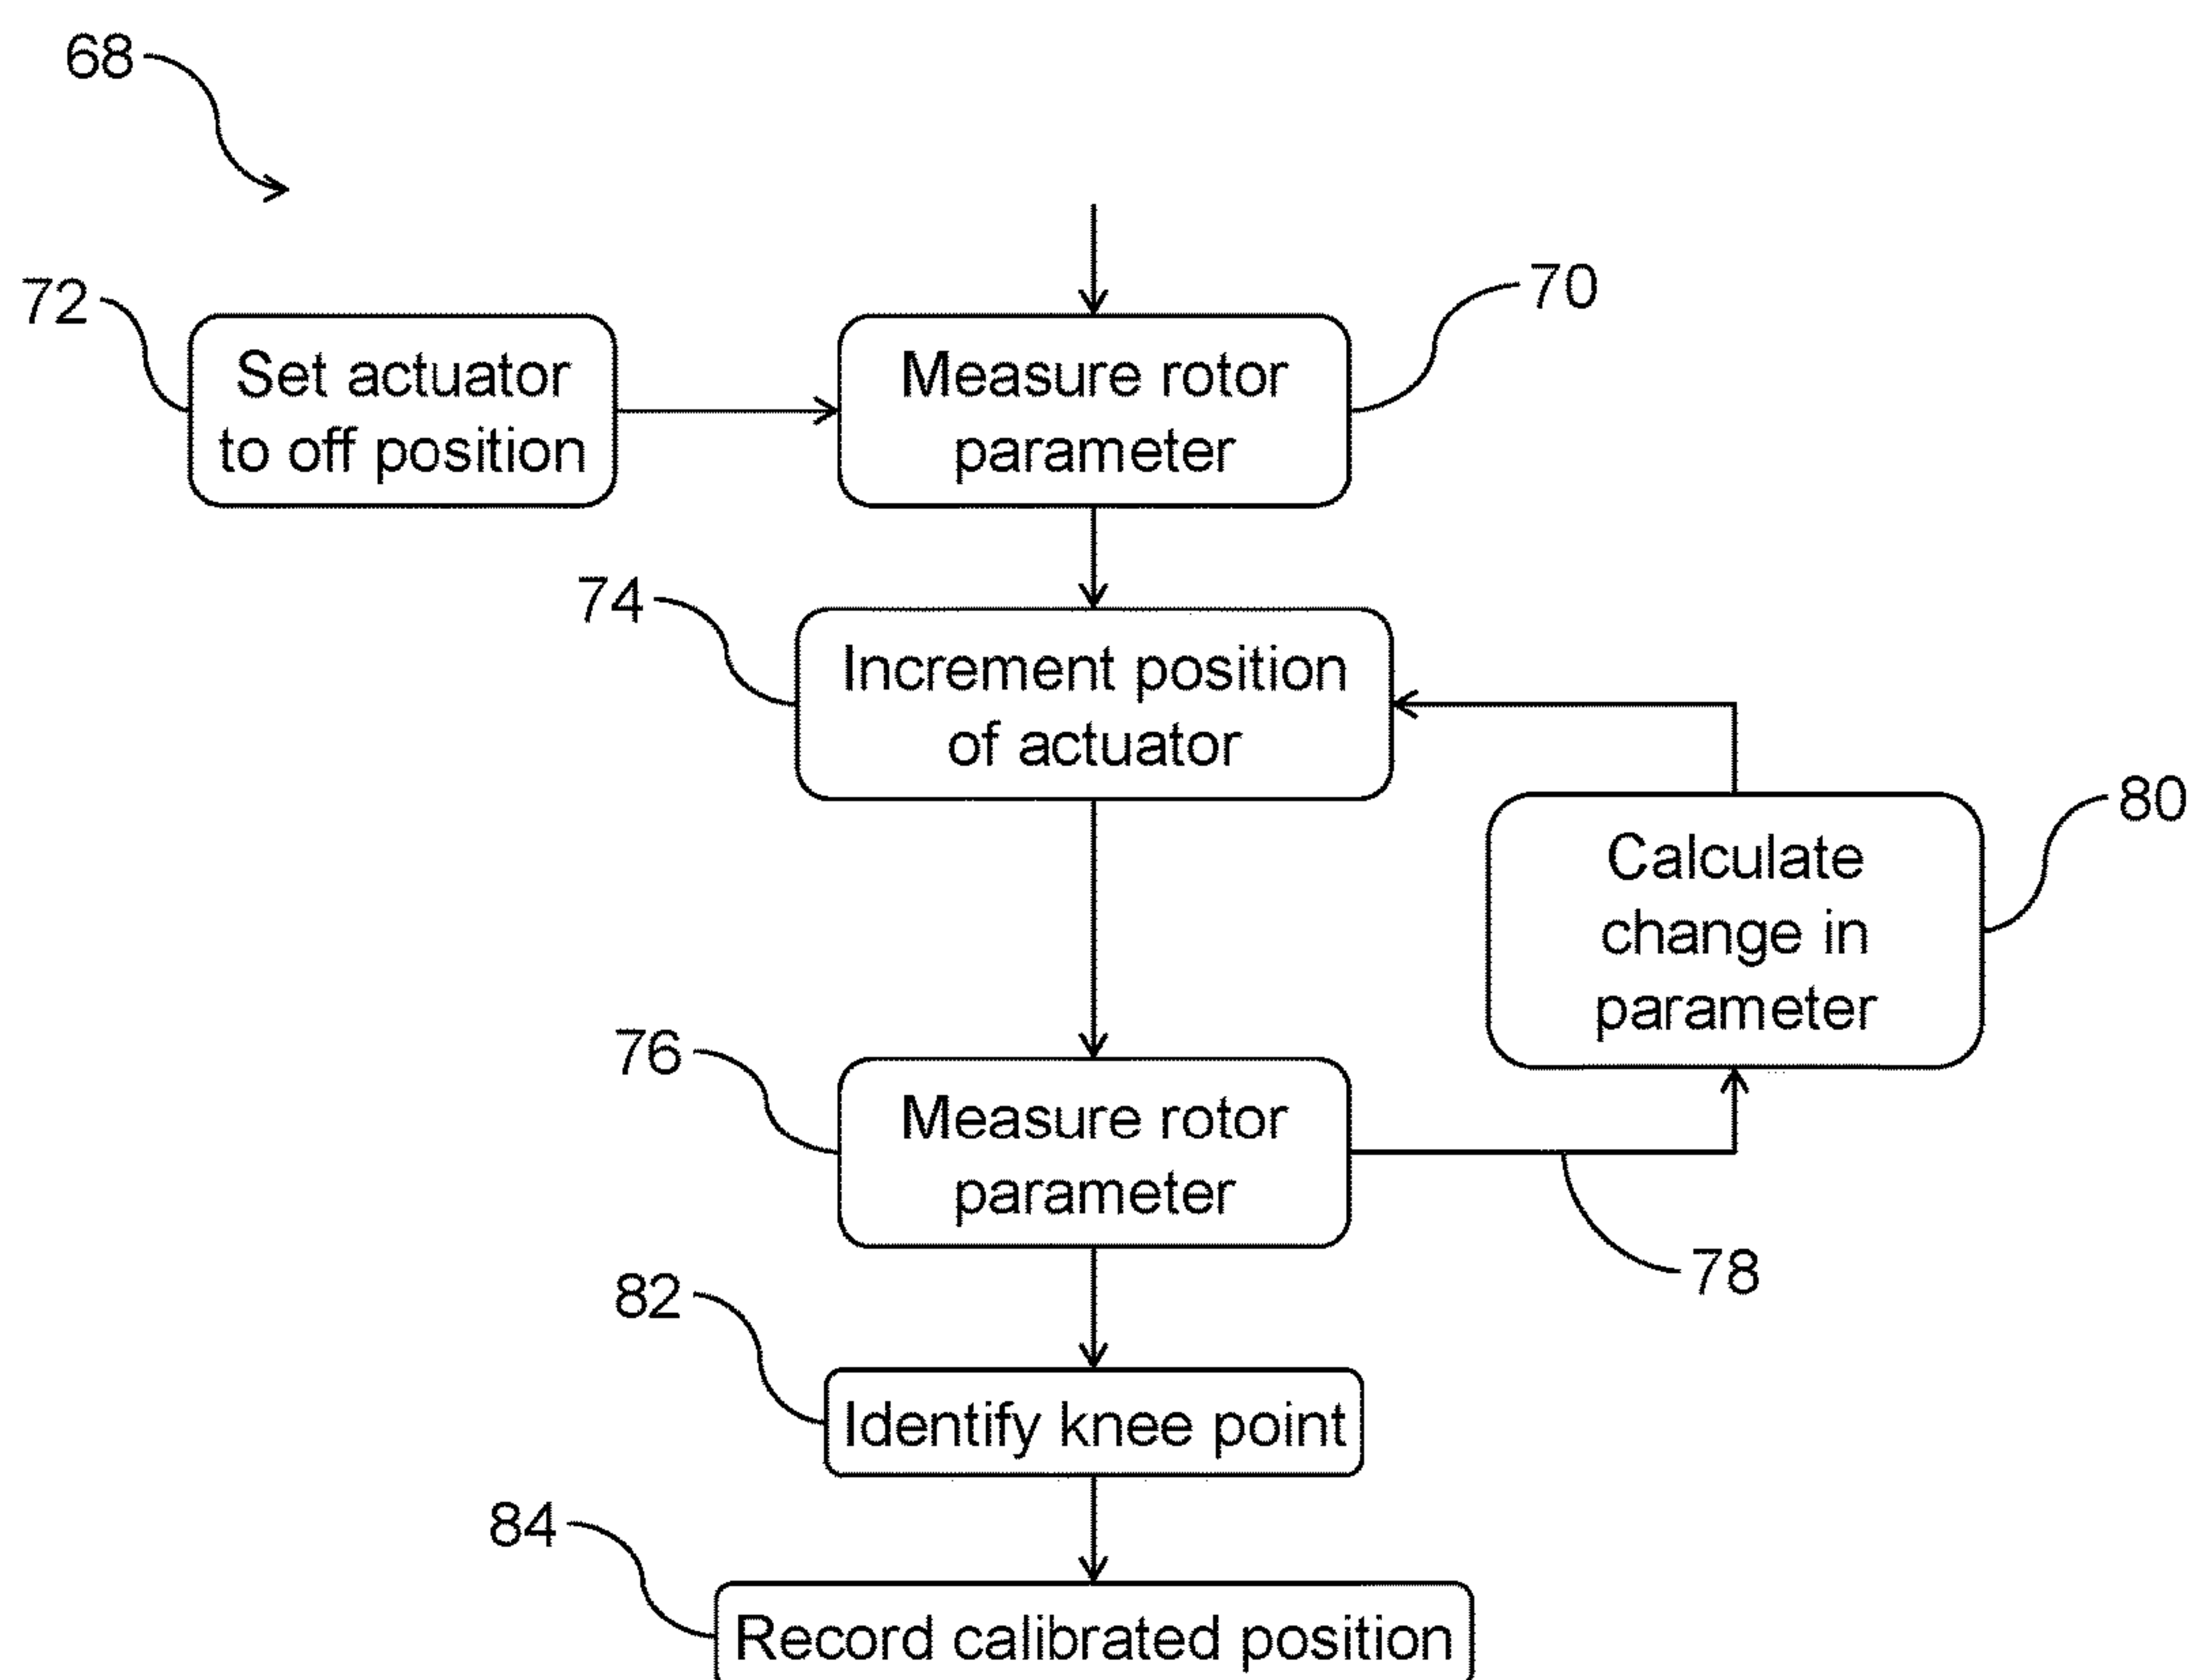 68
72
Set actuator
to off position
Measure rotor
parameter
70
74
Increment position
of actuator
80
Calculate
change in
parameter
76
Measure rotor
parameter
78
82
Identify knee point
84
Record calibrated position